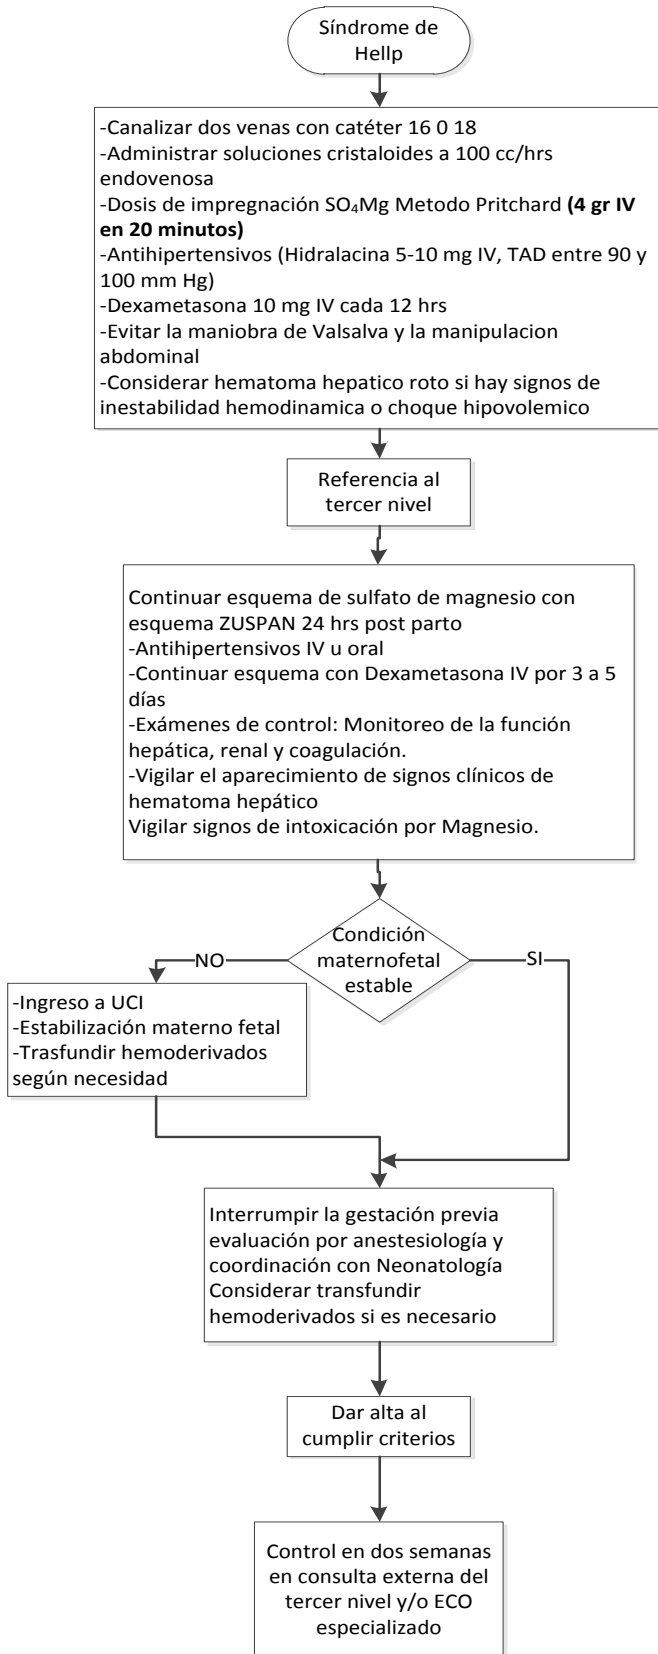 Síndrome de
Hellp
-Canalizar dos venas con catéter 16 0 18
-Administrar soluciones cristaloides a 100 cc/hrs
endovenosa
-Dosis de impregnación SO₄Mg Metodo Pritchard (4 gr IV
en 20 minutos)
-Antihipertensivos (Hidralacina 5-10 mg IV, TAD entre 90 y
100 mm Hg)
-Dexametasona 10 mg IV cada 12 hrs
-Evitar la maniobra de Valsalva y la manipulacion
abdominal
-Considerar hematoma hepatico roto si hay signos de
inestabilidad hemodinamica o choque hipovolemico
Referencia al
tercer nivel
Continuar esquema de sulfato de magnesio con
esquema ZUSPAN 24 hrs post parto
-Antihipertensivos IV u oral
-Continuar esquema con Dexametasona IV por 3 a 5
días
-Exámenes de control: Monitoreo de la función
hepática, renal y coagulación.
-Vigilar el aparecimiento de signos clínicos de
hematoma hepático
Vigilar signos de intoxicación por Magnesio.
Condición
maternofetal
estable
NO
SI
-Ingreso a UCI
-Estabilización materno fetal
-Trasfundir hemoderivados
según necesidad
Interrumpir la gestación previa
evaluación por anestesiología y
coordinación con Neonatología
Considerar transfundir
hemoderivados si es necesario
Dar alta al
cumplir criterios
Control en dos semanas
en consulta externa del
tercer nivel y/o ECO
especializado